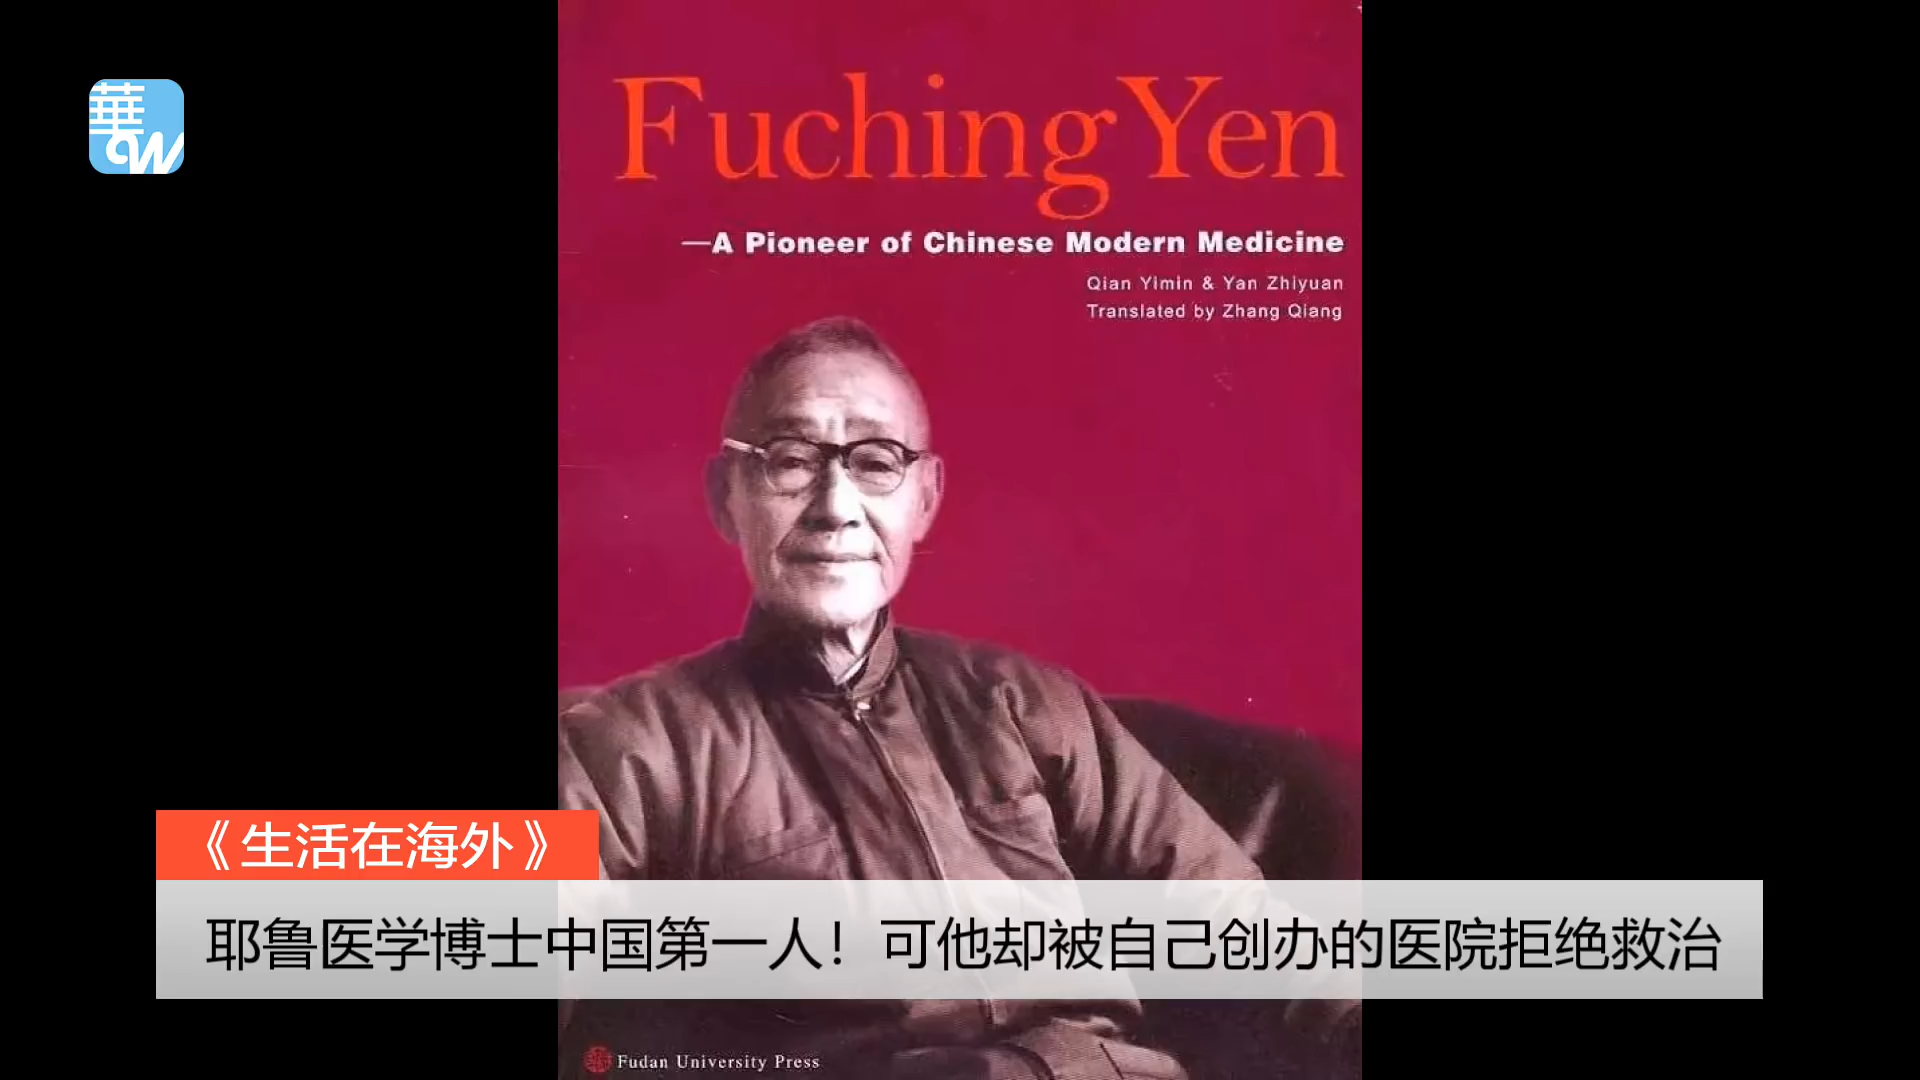 華
W
Fuching Yen
—A Pioneer of Chinese Modern Medicine
Qian Yimin & Yan Zhiyuan
Translated by Zhang Qiang
《生活在海外》
耶鲁医学博士中国第一人！可他却被自己创办的医院拒绝救治
Fudan University Press